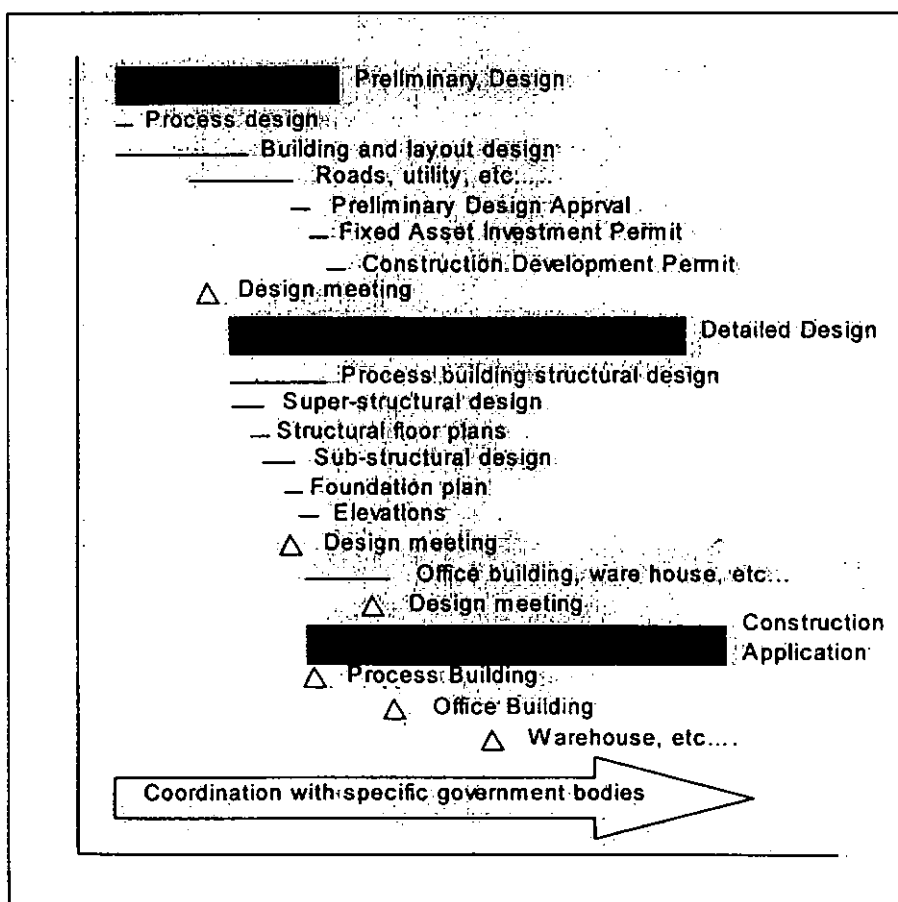 Preliminary Design
Process design
Building and layout design
Roads, utility, etc.....
Preliminary Design Apprval
Fixed Asset Investment Permit
Construction Development Permit
Design meeting
Detailed Design
Process building structural design
Super-structural design
Structural floor plans
Sub-structural design
Foundation plan
Elevations
Design meeting
Office building, ware house, etc...
Design meeting
Construction
Application
Process Building
Office Building
Warehouse, etc....
Coordination with specific government bodies